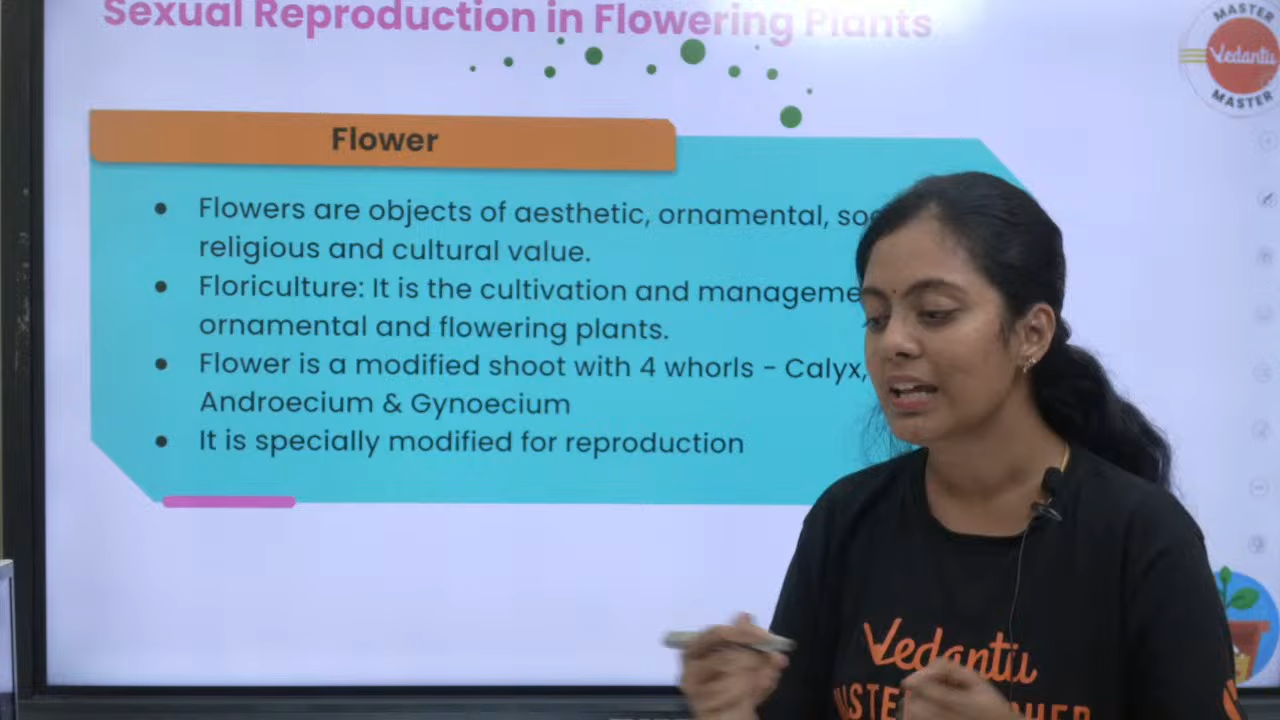 Sexual Reproduction in Flowering Plants
MASTER
Vedantu
MASTER
Flower
Flowers are objects of aesthetic, ornamental,
religious and cultural value.
Floriculture: It is the cultivation and
ornamental and flowering plants.
Flower is a modified shoot with 4 whorls - Calyx,
Androecium & Gynoecium
It is specially modified for reproduction
Vedantu